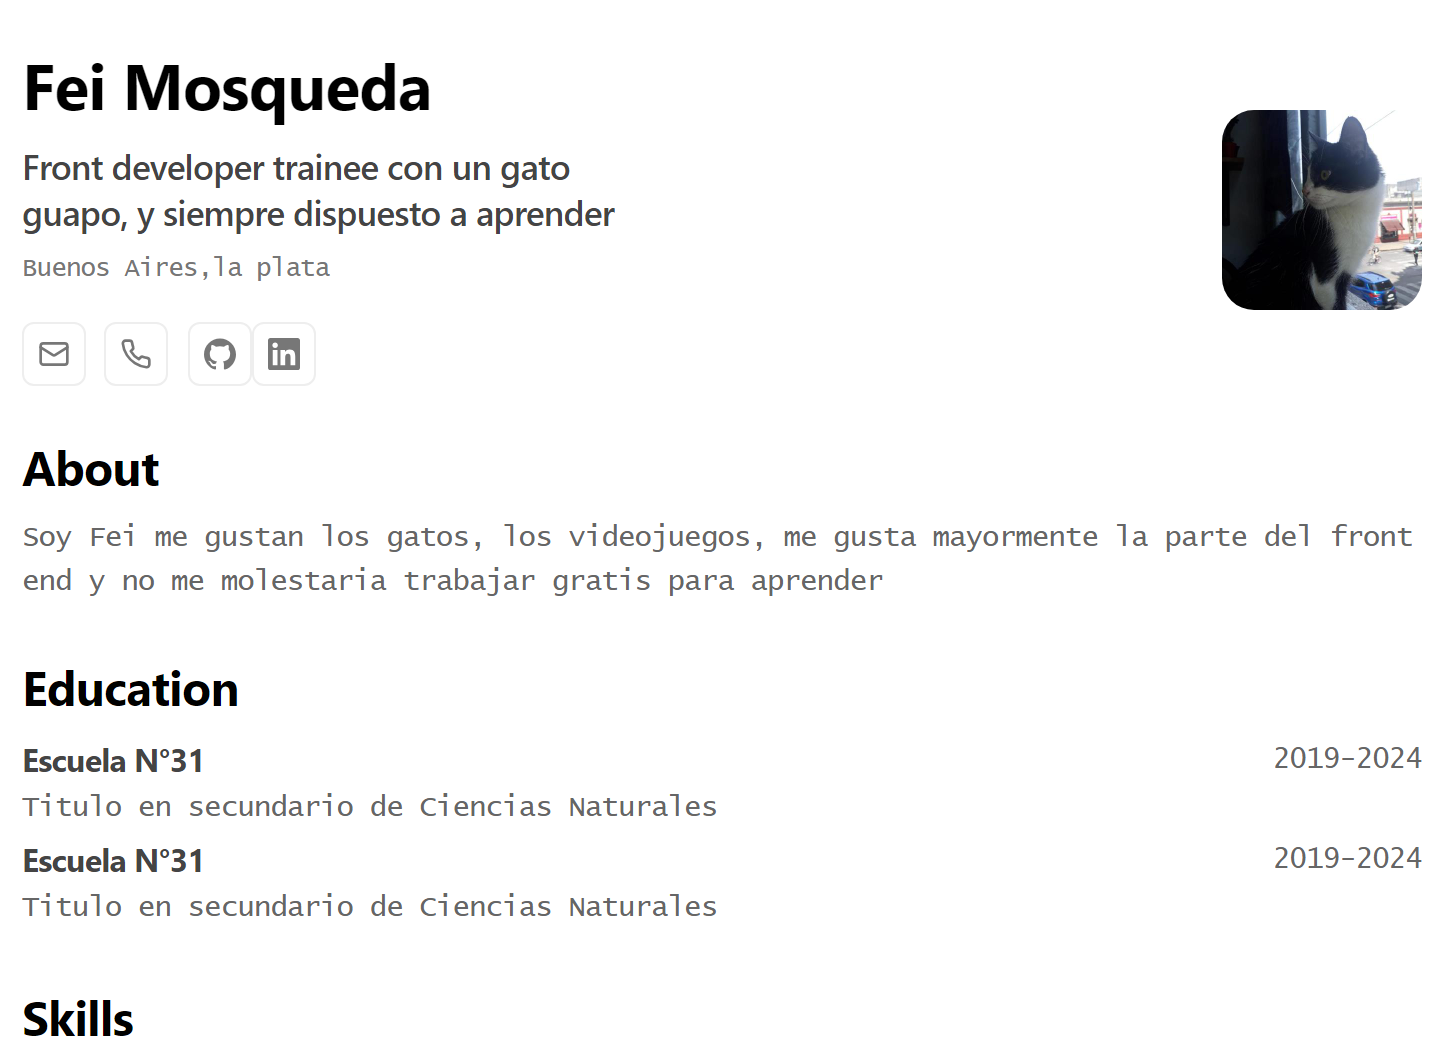 Fei Mosqueda
Front developer trainee con un gato
guapo, y siempre dispuesto a aprender
Buenos Aires,la plata
in
About
Soy Fei me gustan los gatos, los videojuegos, me gusta mayormente la parte del front
end y no me molestaria trabajar gratis para aprender
Education
Escuela N°31
2019-2024
Titulo en secundario de Ciencias Naturales
Escuela N°31
2019-2024
Titulo en secundario de Ciencias Naturales
Skills